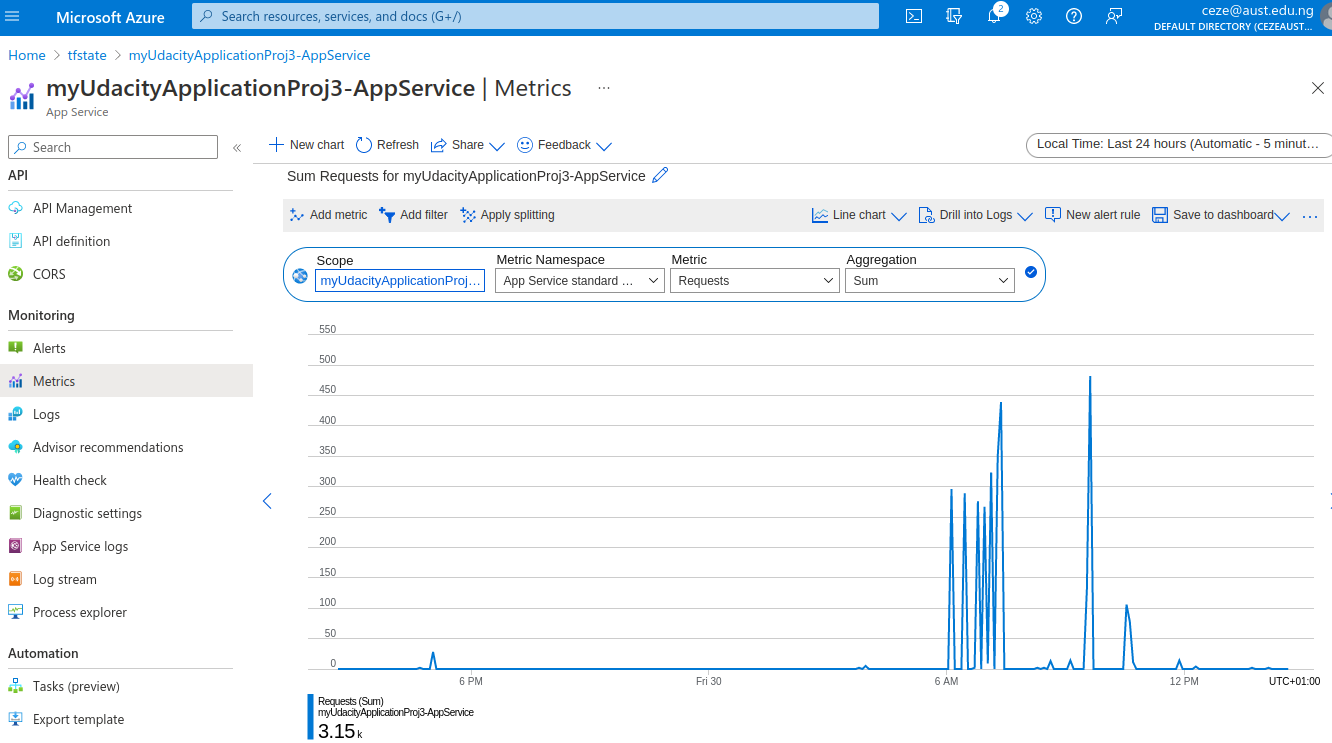 Microsoft Azure
Search resources, services, and docs (G+/)
2
ceze@aust.edu.ng
DEFAULT DIRECTORY (CEZEAUST...
Home > tfstate > myUdacityApplicationProj3-AppService
myUdacityApplicationProj3-AppService | Metrics ...
App Service
Search
«
API
API Management
API definition
CORS
Monitoring
Alerts
Metrics
Logs
Advisor recommendations
Health check
Diagnostic settings
App Service logs
Log stream
Process explorer
Automation
Tasks (preview)
Export template
New chart Refresh Share Feedback
Local Time: Last 24 hours (Automatic - 5 minut...
Sum Requests for myUdacityApplicationProj3-AppService
Add metric Add filter Apply splitting
Line chart Drill into Logs New alert rule Save to dashboard ...
Scope Metric Namespace Metric Aggregation
myUdacityApplicationProj... App Service standard ... Requests Sum
550
500
450
400
350
300
250
200
150
100
50
0
6 PM Fri 30 6 AM 12 PM UTC+01:00
Requests (Sum)
myUdacityApplicationProj3-AppService
3.15 k